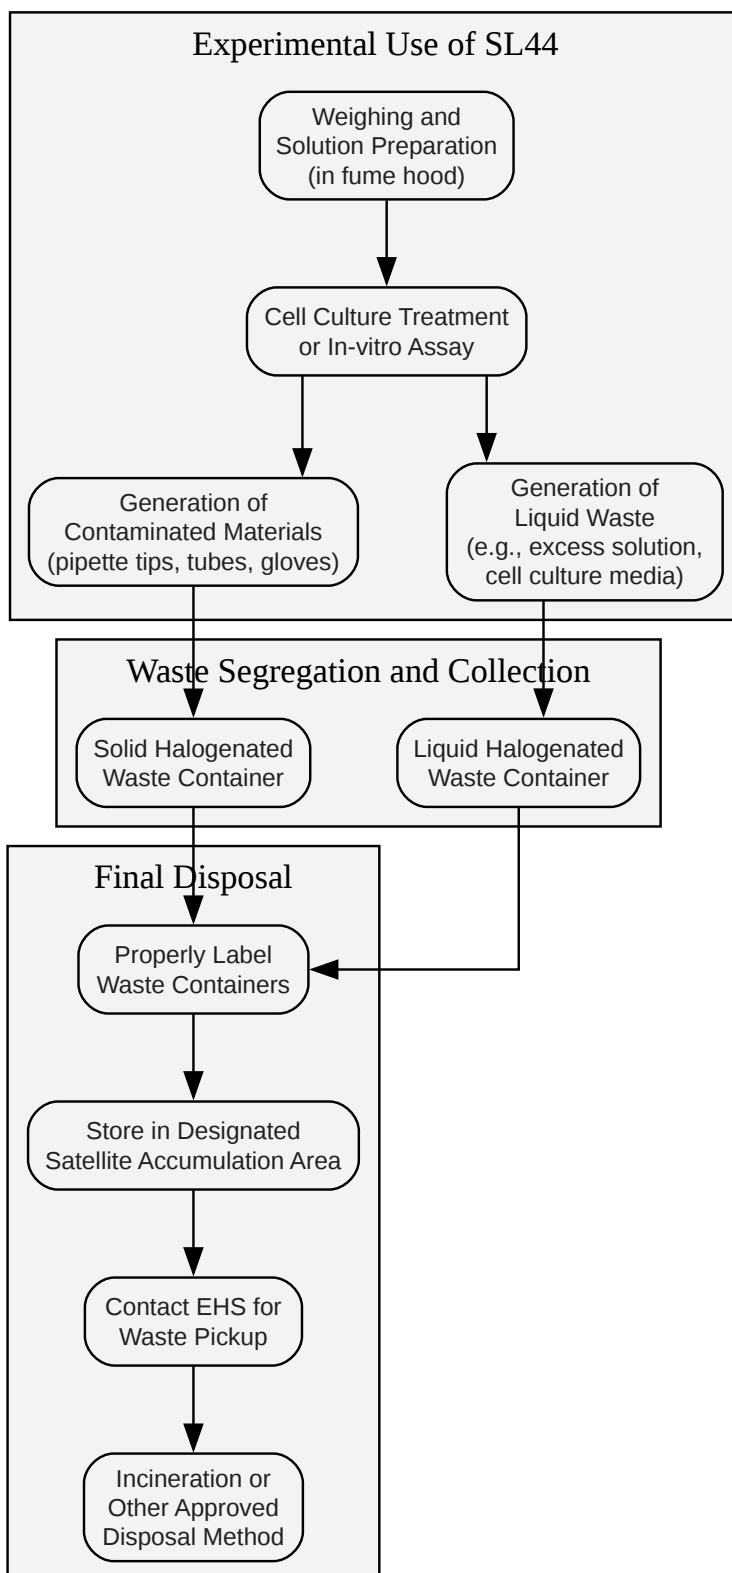 Experimental Use of SL44
Weighing and
Solution Preparation
(in fume hood)
Cell Culture Treatment
or In-vitro Assay
Generation of
Contaminated Materials
(pipette tips, tubes, gloves)
Generation of
Liquid Waste
(e.g., excess solution,
cell culture media)
Waste Segregation and Collection
Solid Halogenated
Waste Container
Liquid Halogenated
Waste Container
Final Disposal
Properly Label
Waste Containers
Store in Designated
Satellite Accumulation Area
Contact EHS for
Waste Pickup
Incineration or
Other Approved
Disposal Method